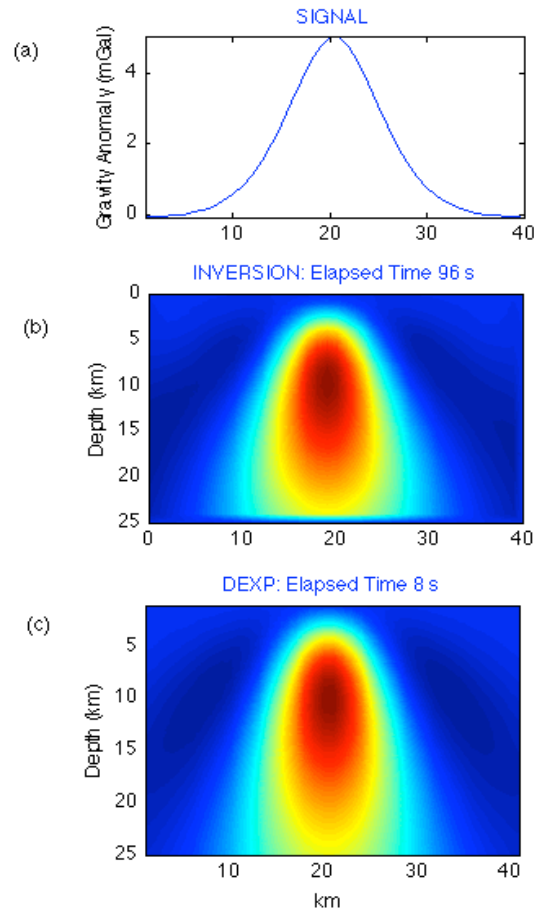 SIGNAL
(a)
Gravity Anomaly (mGal)
4
2
0
10 20 30 40
INVERSION: Elapsed Time 96 s
(b)
Depth (km)
0
5
10
15
20
25
0 10 20 30 40
DEXP: Elapsed Time 8 s
(c)
Depth (km)
5
10
15
20
25
10 20 30 40
km